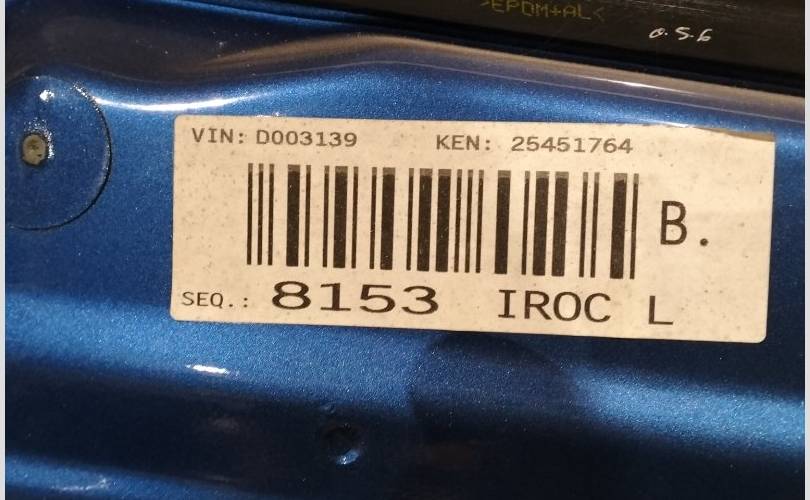 >EPDM+AL<
0.5.6
VIN: D003139 KEN: 25451764
B.
SEQ.: 8153 IROC L